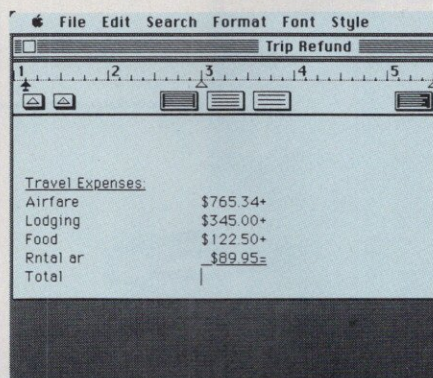 File Edit Search Format Font Style
Trip Refund
1 2 3 4 5
Travel Expenses:
Airfare $765.34+
Lodging $345.00+
Food $122.50+
Rntal ar $89.95=
Total